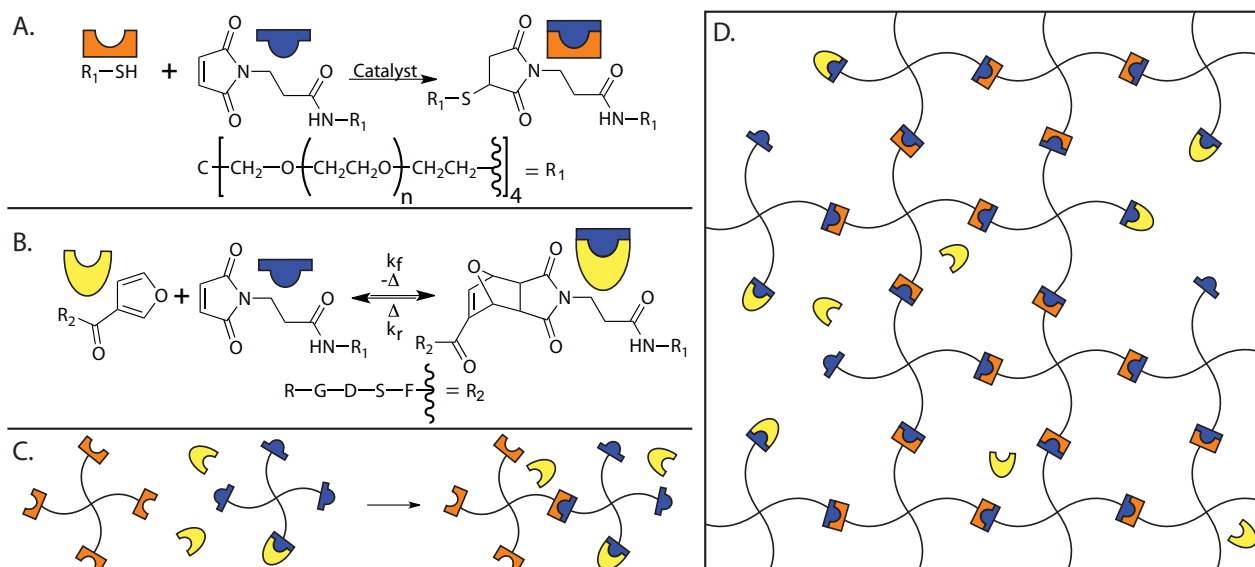 A.
R1–SH
+
O
N
O
O
HN–R1
Catalyst
R1
S
O
N
O
O
HN–R1
C [ CH2 O ( CH2CH2O )n CH2CH2 ]4 = R1
B.
R2
O
O
+
O
N
O
O
HN–R1
kf
-Δ
Δ
kr
O
O
N
O
R2
O
O
HN–R1
R–G–D–S–F = R2
C.
D.